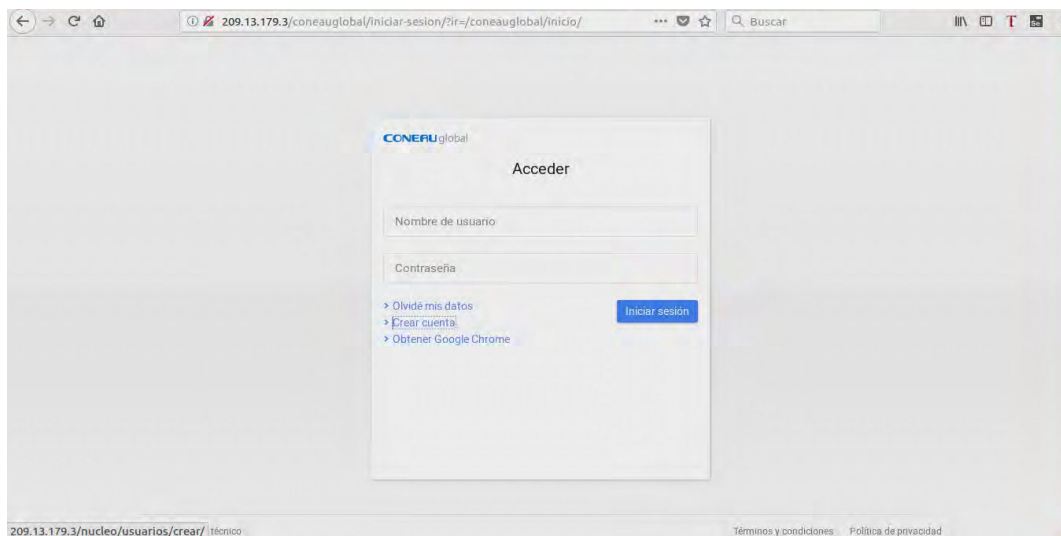 209.13.179.3/coneauglobal/iniciar-sesion/?ir=/coneauglobal/inicio/
Buscar
CONEAUglobal
Acceder
Nombre de usuario
Contraseña
> Olvidé mis datos
> Crear cuenta
> Obtener Google Chrome
Iniciar sesión
209.13.179.3/nucleo/usuarios/crear/ técnico
Términos y condiciones Política de privacidad